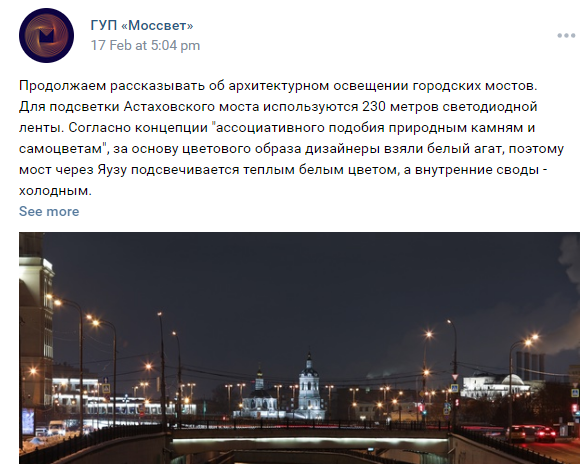 ГУП «Моссвет»
17 Feb at 5:04 pm
Продолжаем рассказывать об архитектурном освещении городских мостов.
Для подсветки Астаховского моста используются 230 метров светодиодной
ленты. Согласно концепции "ассоциативного подобия природным камням и
самоцветам", за основу цветового образа дизайнеры взяли белый агат, поэтому
мост через Яузу подсвечивается теплым белым цветом, а внутренние своды -
холодным.
See more